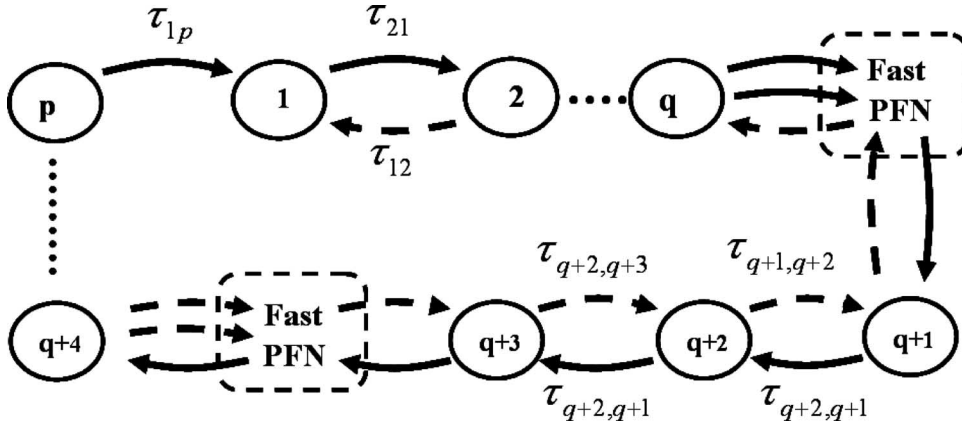 τ1p
τ21
p
1
2
q
Fast
PFN
τ12
τq+2,q+3
τq+1,q+2
q+4
Fast
PFN
q+3
q+2
q+1
τq+2,q+1
τq+2,q+1